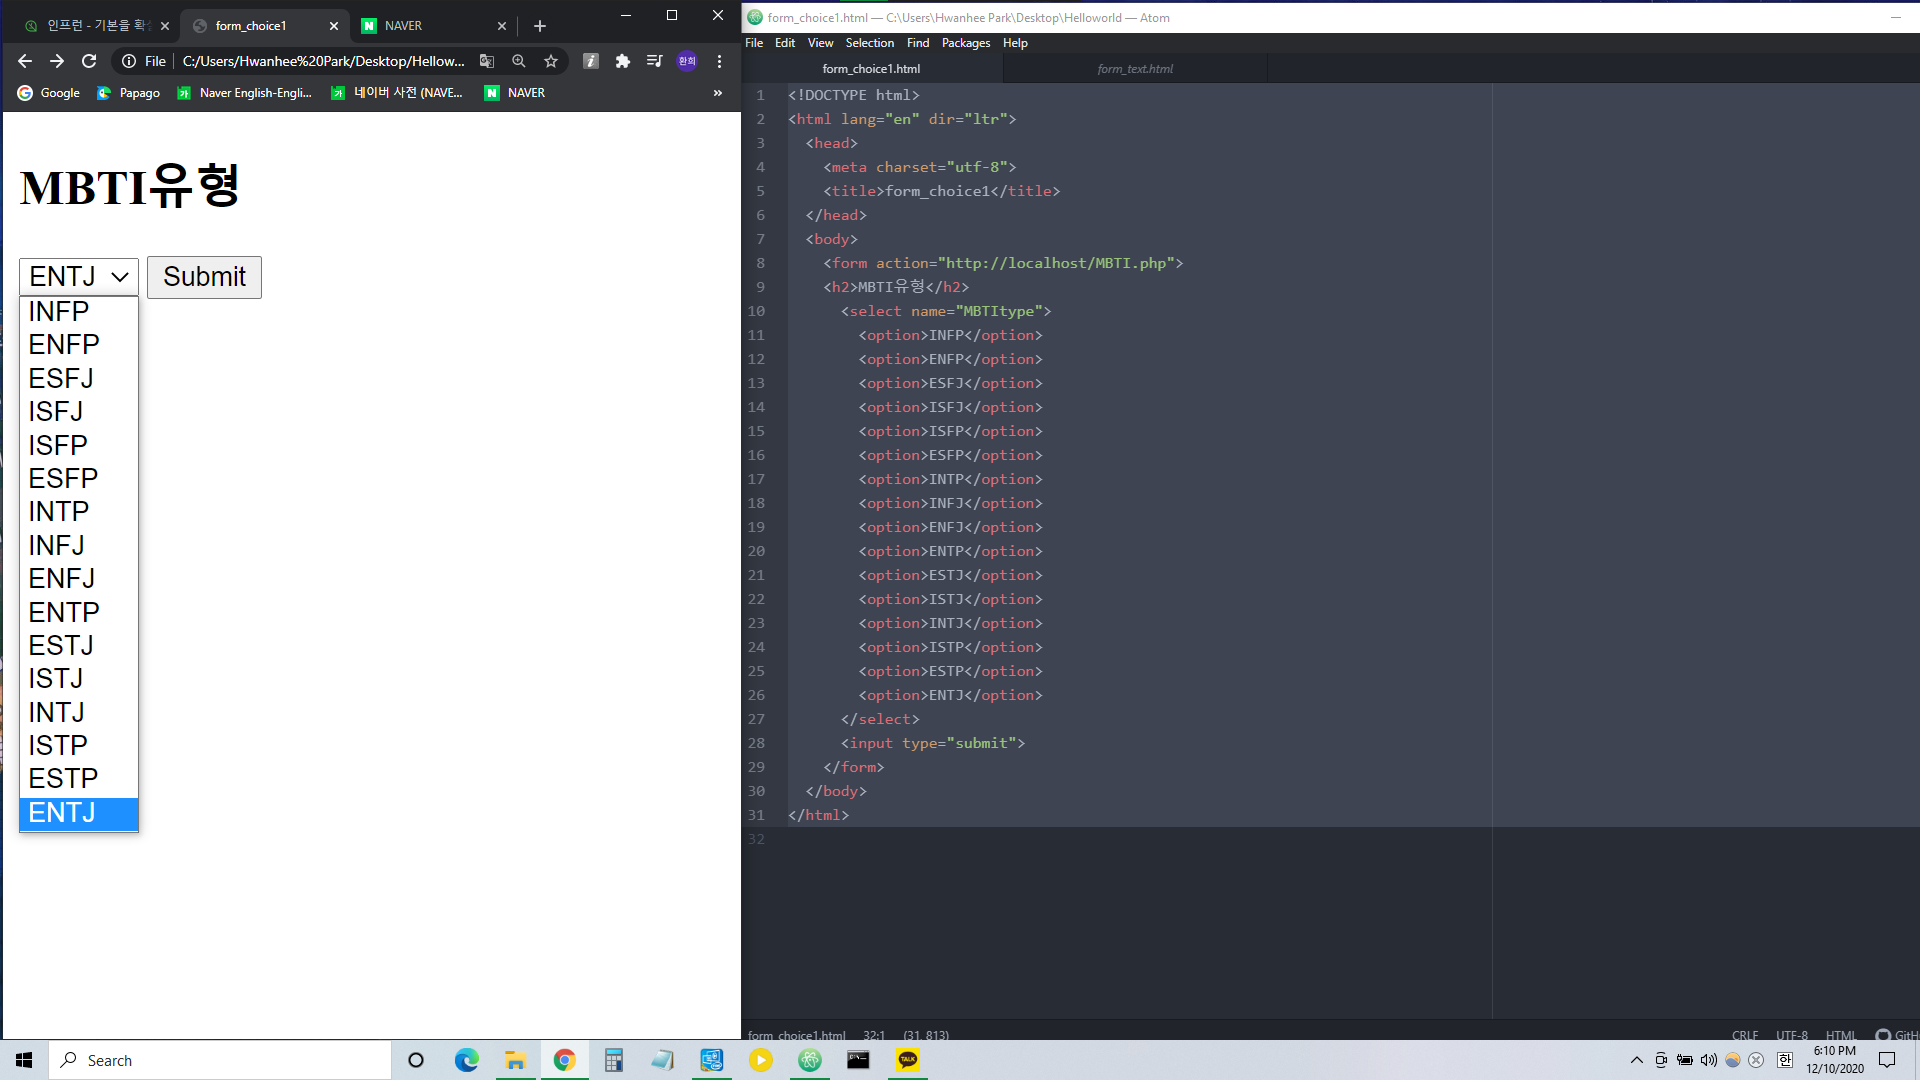 인프런 - 기본을 확
form_choice1
NAVER
File
C:/Users/Hwanhee%20Park/Desktop/Hellow...
환희
Google
Papago
Naver English-Engli...
네이버 사전 (NAVE...
NAVER
»
MBTI유형
ENTJ
Submit
INFP
ENFP
ESFJ
ISFJ
ISFP
ESFP
INTP
INFJ
ENFJ
ENTP
ESTJ
ISTJ
INTJ
ISTP
ESTP
ENTJ
form_choice1.html — C:\Users\Hwanhee Park\Desktop\Helloworld — Atom
File Edit View Selection Find Packages Help
form_choice1.html
form_text.html
1 <!DOCTYPE html>
2 <html lang="en" dir="ltr">
3 <head>
4 <meta charset="utf-8">
5 <title>form_choice1</title>
6 </head>
7 <body>
8 <form action="http://localhost/MBTI.php">
9 <h2>MBTI유형</h2>
10 <select name="MBTItype">
11 <option>INFP</option>
12 <option>ENFP</option>
13 <option>ESFJ</option>
14 <option>ISFJ</option>
15 <option>ISFP</option>
16 <option>ESFP</option>
17 <option>INTP</option>
18 <option>INFJ</option>
19 <option>ENFJ</option>
20 <option>ENTP</option>
21 <option>ESTJ</option>
22 <option>ISTJ</option>
23 <option>INTJ</option>
24 <option>ISTP</option>
25 <option>ESTP</option>
26 <option>ENTJ</option>
27 </select>
28 <input type="submit">
29 </form>
30 </body>
31 </html>
32
form_choice1.html 32:1 (31, 813)
CRLF UTF-8 HTML GitH
Search
TALK
한
6:10 PM
12/10/2020